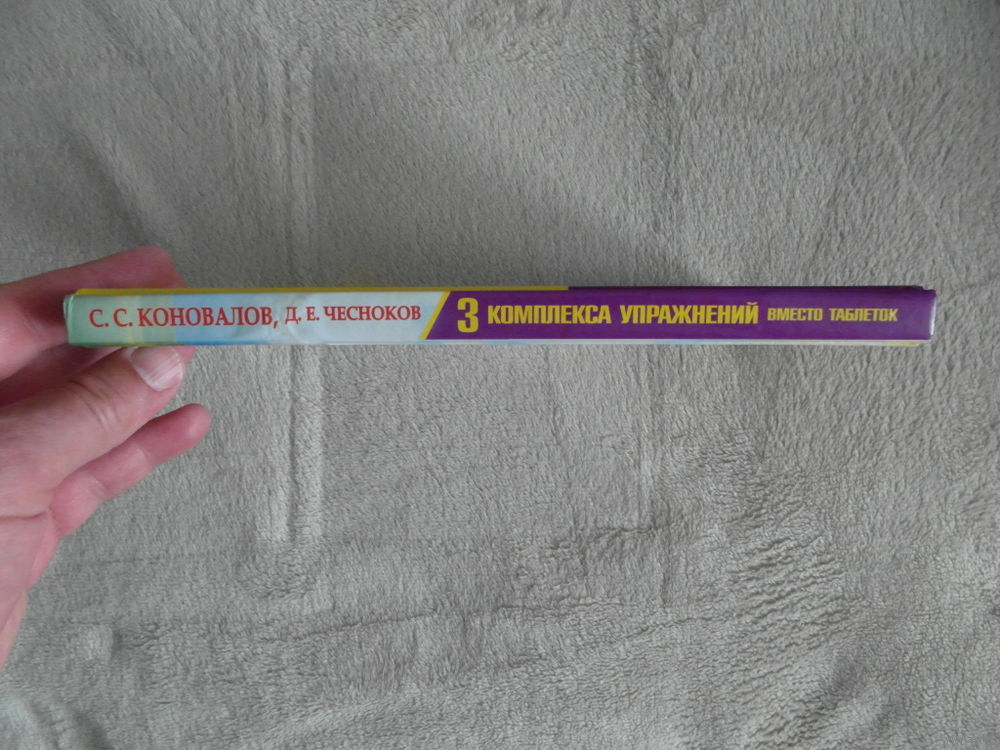 С. С. КОНОВАЛОВ, Д. Е. ЧЕСНОКОВ 3 КОМПЛЕКСА УПРАЖНЕНИЙ ВМЕСТО ТАБЛЕТОК